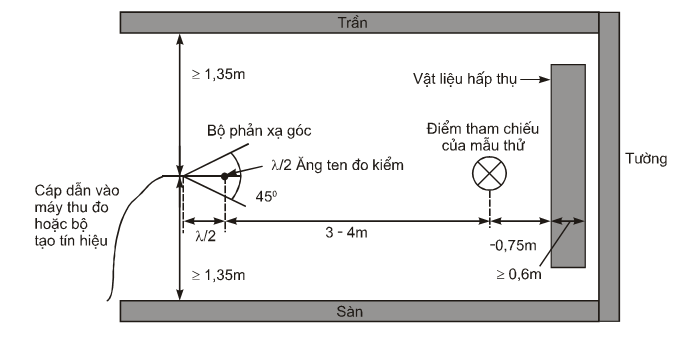 Trần
≥ 1,35m
Vật liệu hấp thụ
Bộ phản xạ góc
Điểm tham chiếu
của mẫu thử
Tường
λ/2 Ăng ten đo kiểm
45⁰
Cáp dẫn vào
máy thu đo
hoặc bộ
tạo tín hiệu
λ/2
3 - 4m
-0,75m
≥ 1,35m
≥ 0,6m
Sàn